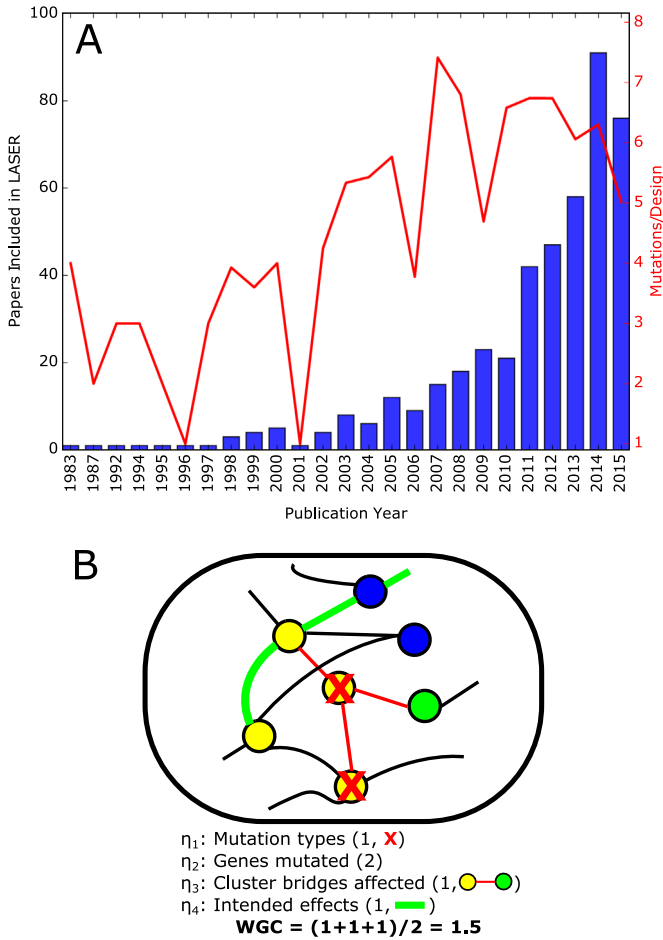 A
100
80
60
40
20
0
Papers Included in LASER
8
7
6
5
4
3
2
1
Mutations/Design
1983 1987 1992 1994 1995 1996 1997 1998 1999 2000 2001 2002 2003 2004 2005 2006 2007 2008 2009 2010 2011 2012 2013 2014 2015
Publication Year
B
X
X
η₁: Mutation types (1, X)
η₂: Genes mutated (2)
η₃: Cluster bridges affected (1, )
η₄: Intended effects (1, )
WGC = (1+1+1)/2 = 1.5